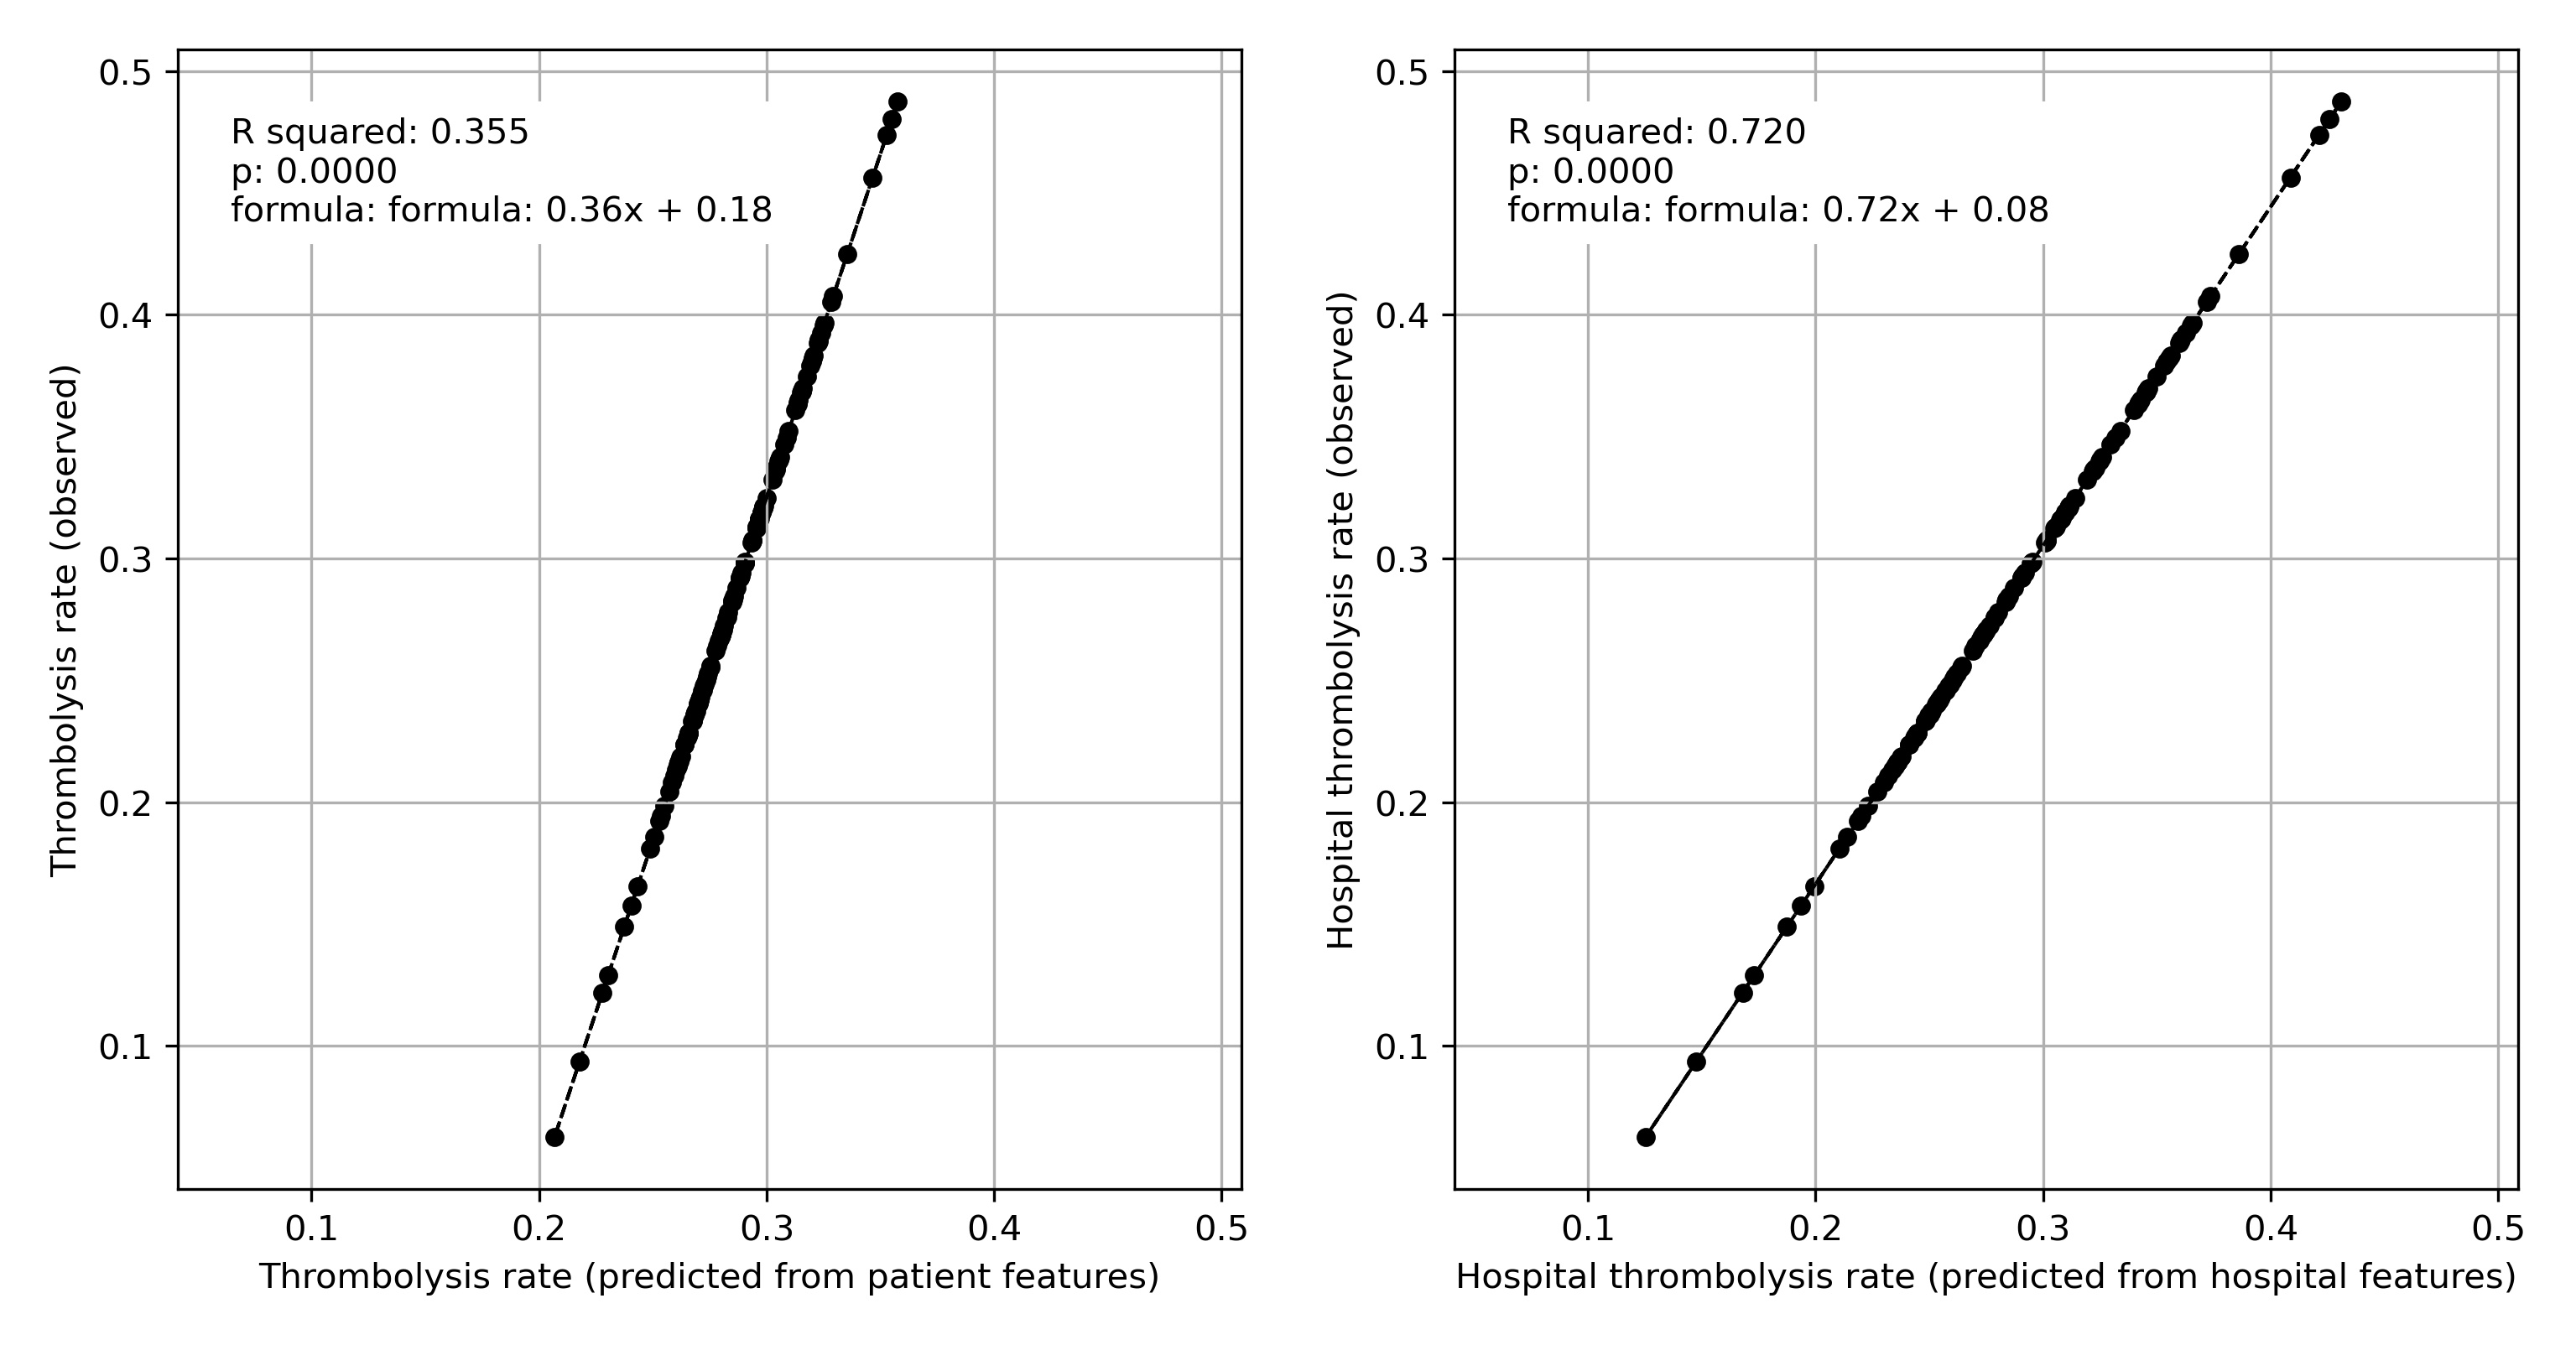 R squared: 0.355
p: 0.0000
formula: formula: 0.36x + 0.18
0.5
0.4
0.3
0.2
0.1
Thrombolysis rate (observed)
0.1 0.2 0.3 0.4 0.5
Thrombolysis rate (predicted from patient features)
R squared: 0.720
p: 0.0000
formula: formula: 0.72x + 0.08
0.5
0.4
0.3
0.2
0.1
Hospital thrombolysis rate (observed)
0.1 0.2 0.3 0.4 0.5
Hospital thrombolysis rate (predicted from hospital features)